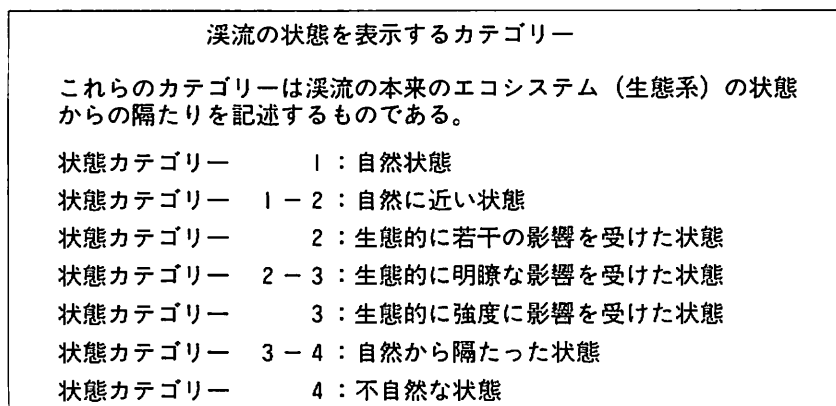 渓流の状態を表示するカテゴリー
これらのカテゴリーは渓流の本来のエコシステム（生態系）の状態
からの隔たりを記述するものである。
状態カテゴリー 1：自然状態
状態カテゴリー 1－2：自然に近い状態
状態カテゴリー 2：生態的に若干の影響を受けた状態
状態カテゴリー 2－3：生態的に明瞭な影響を受けた状態
状態カテゴリー 3：生態的に強度に影響を受けた状態
状態カテゴリー 3－4：自然から隔たった状態
状態カテゴリー 4：不自然な状態